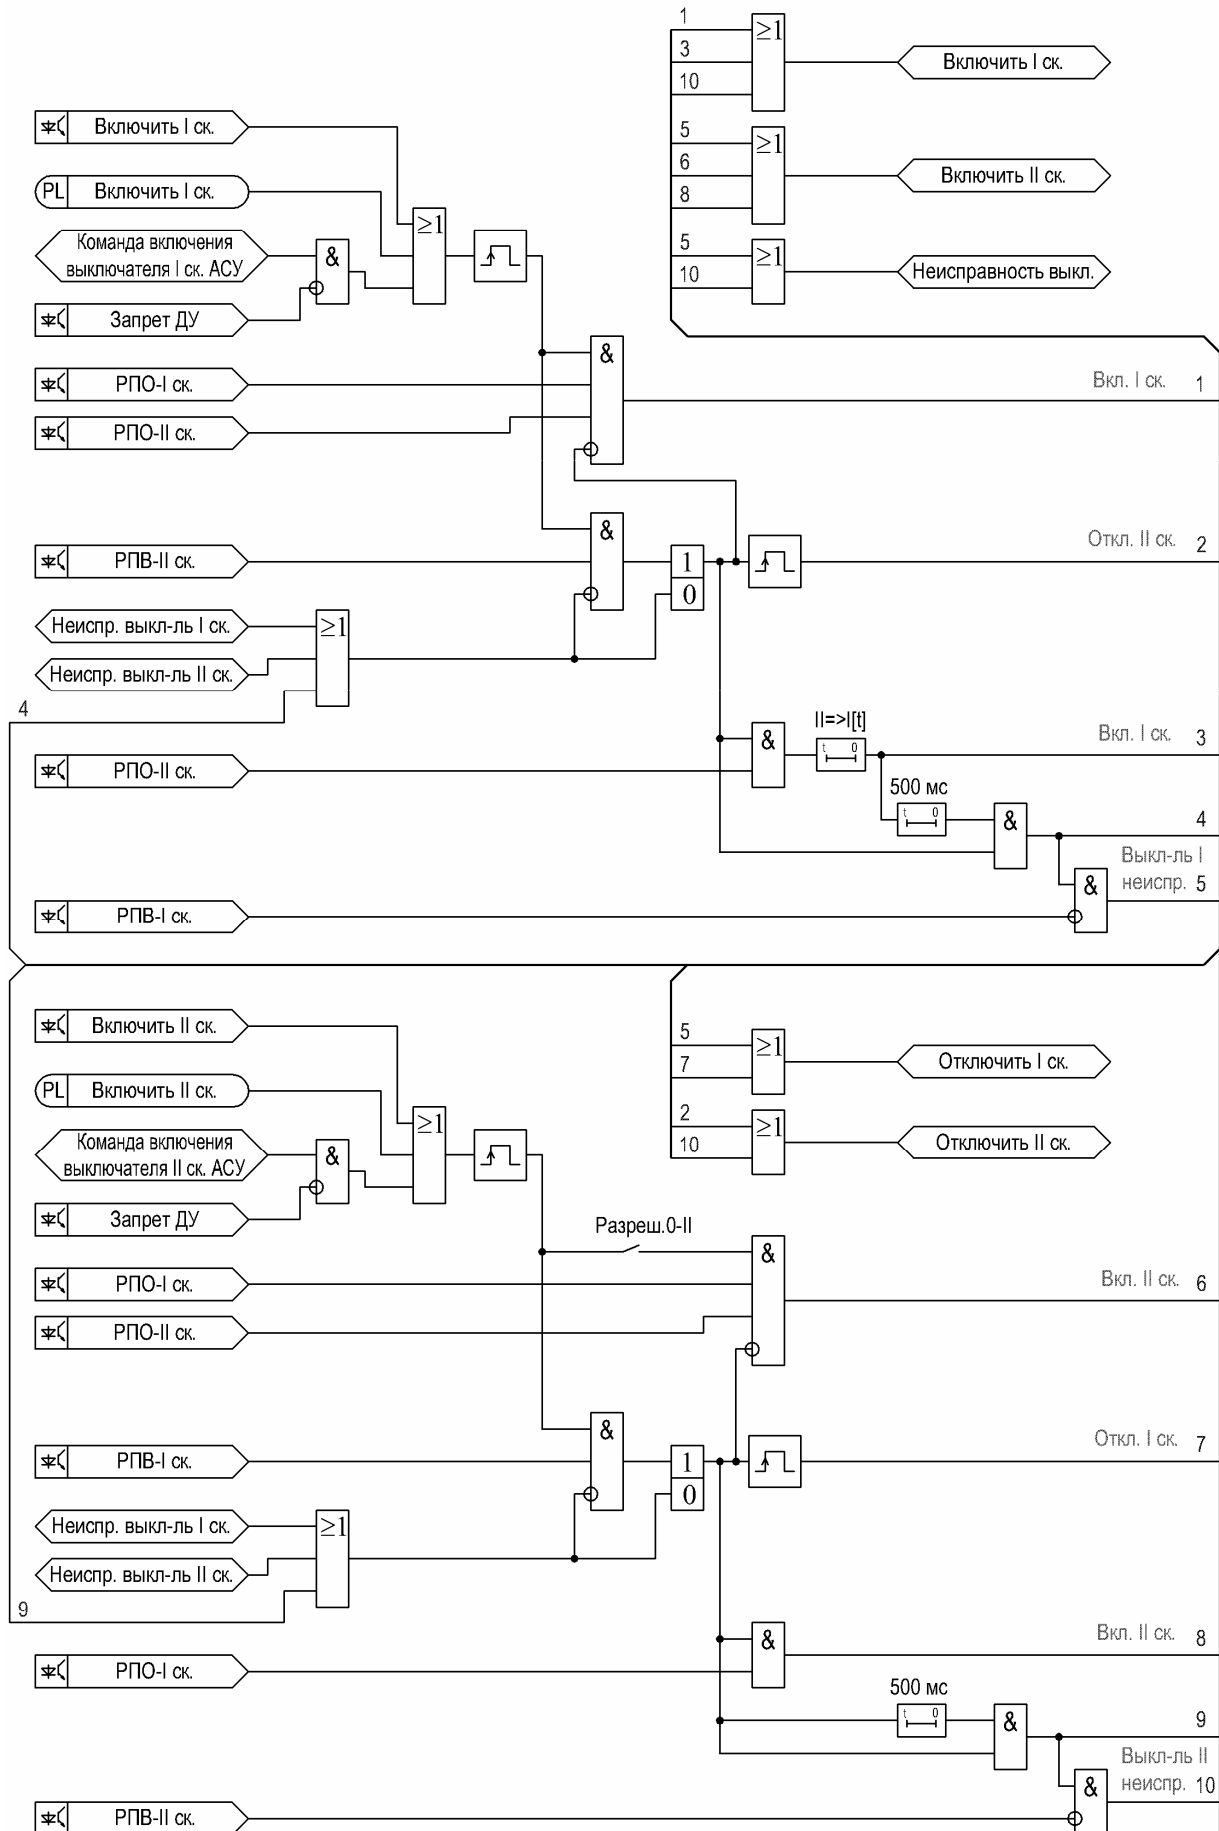 1
≥1
3
Включить I ск.
10
Включить I ск.
5
≥1
6
Включить II ск.
8
PL
Включить I ск.
≥1
Команда включения
выключателя I ск. АСУ
&
5
≥1
10
Неисправность выкл.
Запрет ДУ
&
РПО-I ск.
Вкл. I ск.
1
РПО-II ск.
&
Откл. II ск.
2
РПВ-II ск.
1
0
Неиспр. выкл-ль I ск.
≥1
Неиспр. выкл-ль II ск.
4
II=>I[t]
Вкл. I ск.
3
&
t 0
РПО-II ск.
500 мс
t 0
&
4
Выкл-ль I
неиспр.
5
&
РПВ-I ск.
Включить II ск.
5
≥1
7
Отключить I ск.
PL
Включить II ск.
≥1
2
≥1
10
Отключить II ск.
Команда включения
выключателя II ск. АСУ
&
Запрет ДУ
Разреш.0-II
&
РПО-I ск.
Вкл. II ск.
6
РПО-II ск.
&
Откл. I ск.
7
РПВ-I ск.
1
0
Неиспр. выкл-ль I ск.
≥1
Неиспр. выкл-ль II ск.
9
Вкл. II ск.
8
&
РПО-I ск.
500 мс
t 0
&
9
Выкл-ль II
неиспр.
10
&
РПВ-II ск.